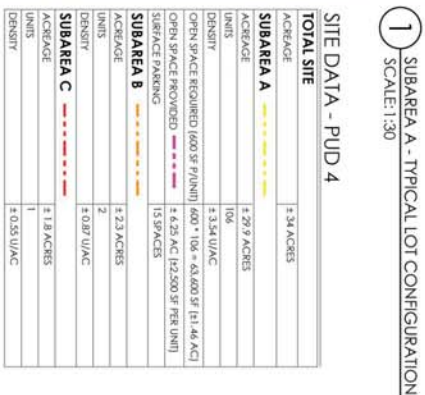 1 SUBAREA A - TYPICAL LOT CONFIGURATION
SCALE: 1:30
SITE DATA - PUD 4
TOTAL SITE
ACREAGE ± 34 ACRES
SUBAREA A
ACREAGE ± 29.9 ACRES
UNITS 106
DENSITY ± 3.54 U/AC
OPEN SPACE REQUIRED (600 SF P/UNIT) 600 * 106 = 63,600 SF (±1.46 AC)
OPEN SPACE PROVIDED ± 6.25 AC (±2,500 SF PER UNIT)
SURFACE PARKING 15 SPACES
SUBAREA B
ACREAGE ± 2.3 ACRES
UNITS 2
DENSITY ± 0.87 U/AC
SUBAREA C
ACREAGE ± 1.8 ACRES
UNITS 1
DENSITY ± 0.55 U/AC